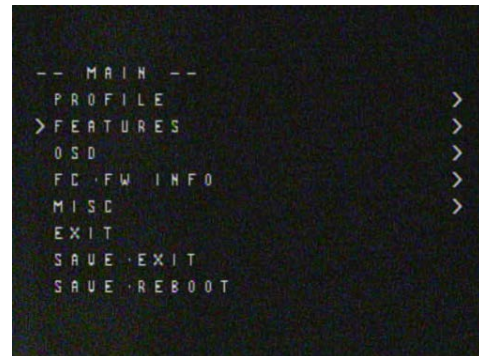 -- MAIN --
PROFILE >
>FEATURES >
OSD >
FC·FW INFO >
MISC >
EXIT
SAVE·EXIT
SAVE·REBOOT